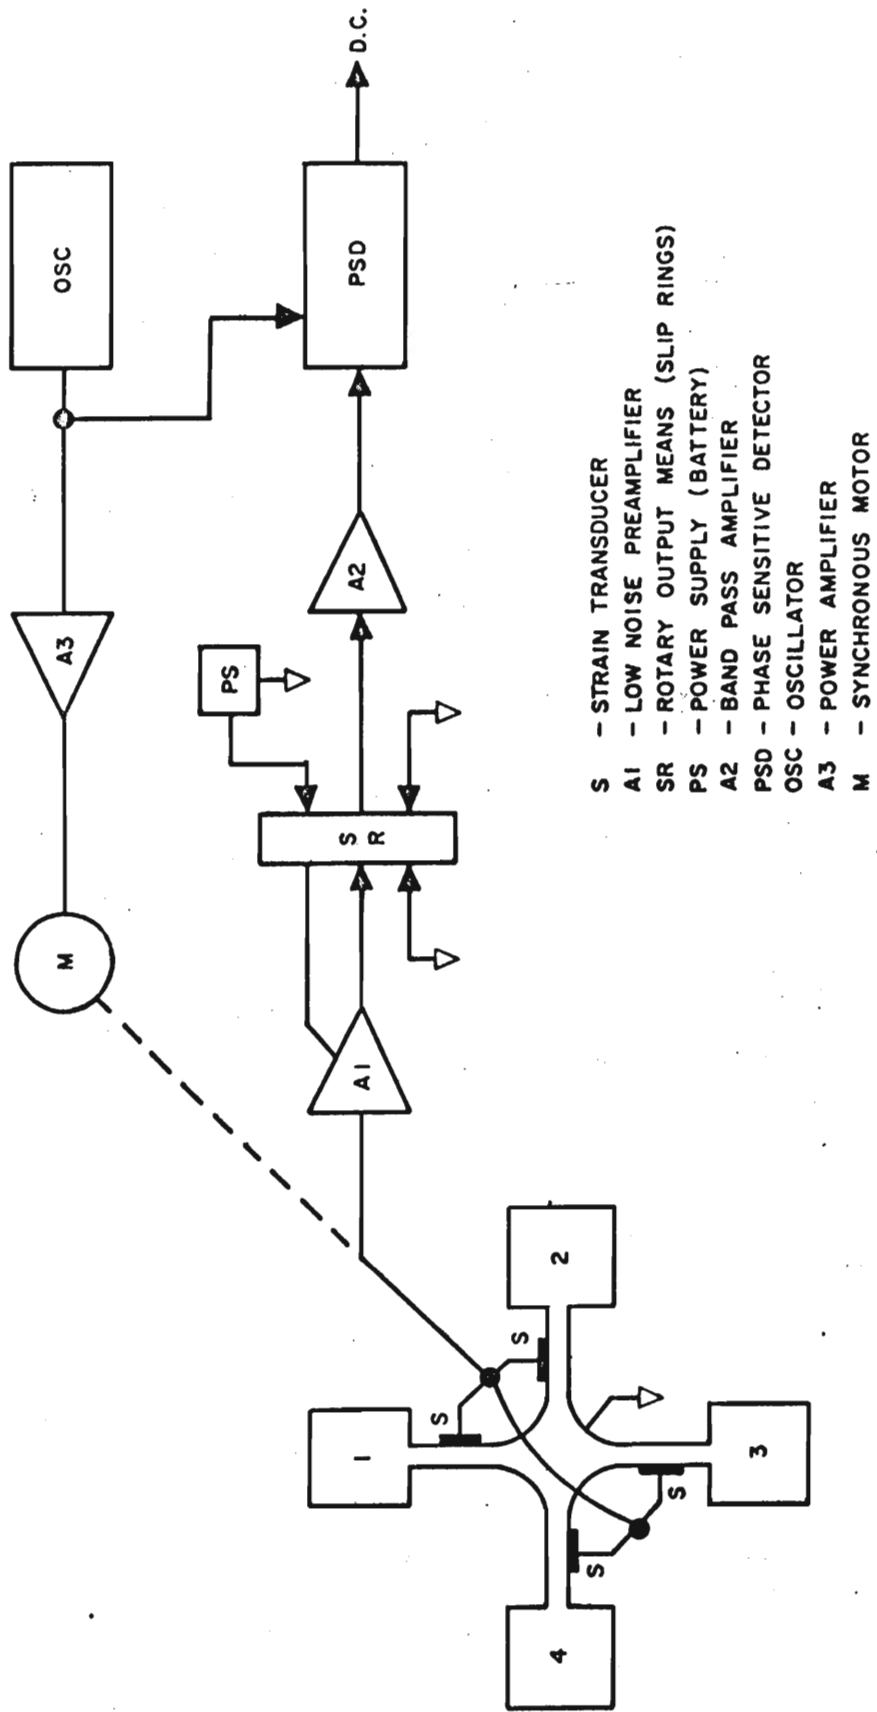 OSC
D.C.
PSD
A3
A2
PS
S R
M
A1
1
2
3
4
S
S
S
S
S – STRAIN TRANSDUCER
A1 – LOW NOISE PREAMPLIFIER
SR – ROTARY OUTPUT MEANS (SLIP RINGS)
PS – POWER SUPPLY (BATTERY)
A2 – BAND PASS AMPLIFIER
PSD – PHASE SENSITIVE DETECTOR
OSC – OSCILLATOR
A3 – POWER AMPLIFIER
M – SYNCHRONOUS MOTOR